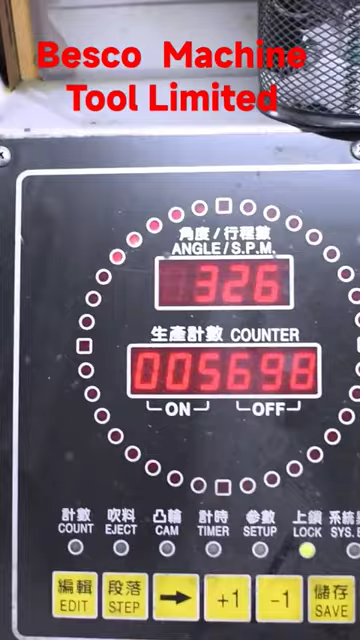 Besco Machine
Tool Limited
角度/行程數
ANGLE/S.P.M.
326
生產計數 COUNTER
005698
ON OFF
計數 吹料 凸輪 計時 參數 上鎖 系統
COUNT EJECT CAM TIMER SETUP LOCK SYS.
編輯 段落 +1 -1 儲存
EDIT STEP SAVE